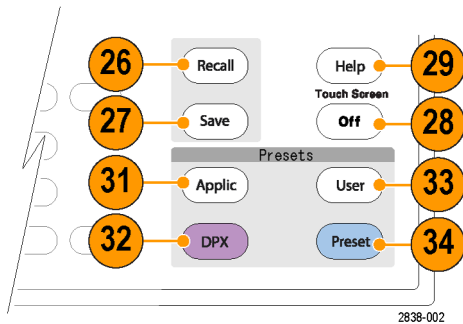 26 Recall Help 29
Touch Screen
27 Save Off 28
Presets
31 Applic User 33
32 DPX Preset 34
2838-002